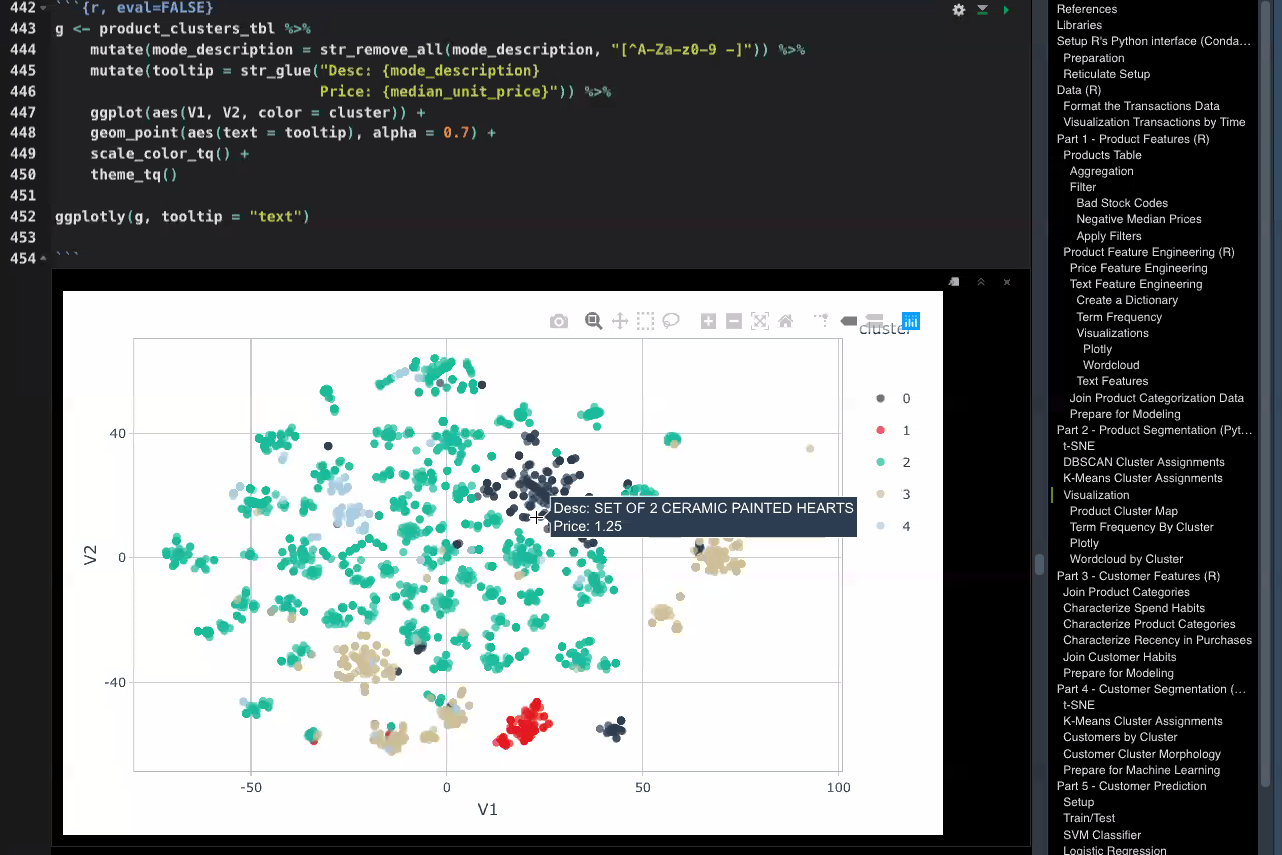 442 ```{r, eval=FALSE}
443 g <- product_clusters_tbl %>%
444 mutate(mode_description = str_remove_all(mode_description, "[^A-Za-z0-9 -]")) %>%
445 mutate(tooltip = str_glue("Desc: {mode_description}
446 Price: {median_unit_price}")) %>%
447 ggplot(aes(V1, V2, color = cluster)) +
448 geom_point(aes(text = tooltip), alpha = 0.7) +
449 scale_color_tq() +
450 theme_tq()
451
452 ggplotly(g, tooltip = "text")
453
454 ```
cluster
0
1
2
3
4
40
0
-40
V2
Desc: SET OF 2 CERAMIC PAINTED HEARTS
Price: 1.25
-50
0
50
100
V1
References
Libraries
Setup R's Python interface (Conda...
Preparation
Reticulate Setup
Data (R)
Format the Transactions Data
Visualization Transactions by Time
Part 1 - Product Features (R)
Products Table
Aggregation
Filter
Bad Stock Codes
Negative Median Prices
Apply Filters
Product Feature Engineering (R)
Price Feature Engineering
Text Feature Engineering
Create a Dictionary
Term Frequency
Visualizations
Plotly
Wordcloud
Text Features
Join Product Categorization Data
Prepare for Modeling
Part 2 - Product Segmentation (Pyt...
t-SNE
DBSCAN Cluster Assignments
K-Means Cluster Assignments
Visualization
Product Cluster Map
Term Frequency By Cluster
Plotly
Wordcloud by Cluster
Part 3 - Customer Features (R)
Join Product Categories
Characterize Spend Habits
Characterize Product Categories
Characterize Recency in Purchases
Join Customer Habits
Prepare for Modeling
Part 4 - Customer Segmentation (...
t-SNE
K-Means Cluster Assignments
Customers by Cluster
Customer Cluster Morphology
Prepare for Machine Learning
Part 5 - Customer Prediction
Setup
Train/Test
SVM Classifier
Logistic Regression